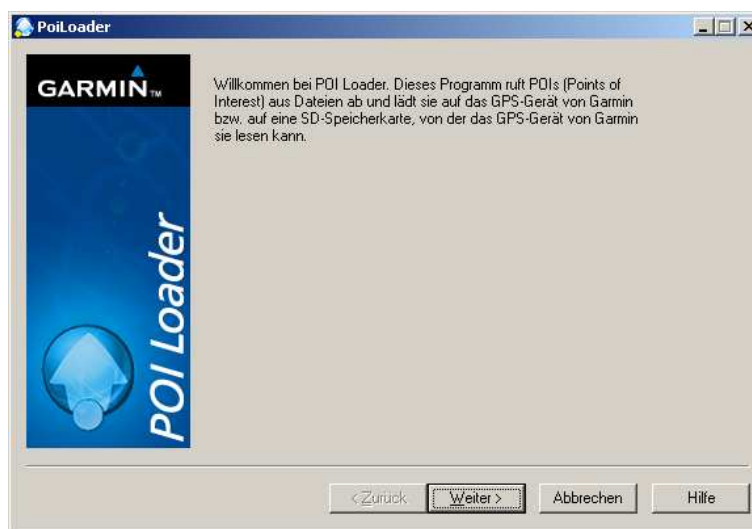 PoiLoader
GARMIN™
POI Loader
Willkommen bei POI Loader. Dieses Programm ruft POIs (Points of
Interest) aus Dateien ab und lädt sie auf das GPS-Gerät von Garmin
bzw. auf eine SD-Speicherkarte, von der das GPS-Gerät von Garmin
sie lesen kann.
< Zurück
Weiter >
Abbrechen
Hilfe